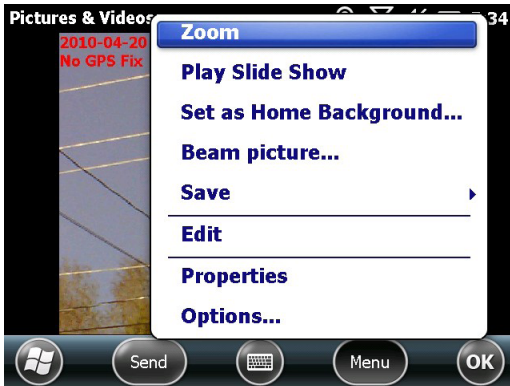 Pictures & Videos
34
2010-04-20
No GPS Fix
Zoom
Play Slide Show
Set as Home Background...
Beam picture...
Save
Edit
Properties
Options...
Send
Menu
OK